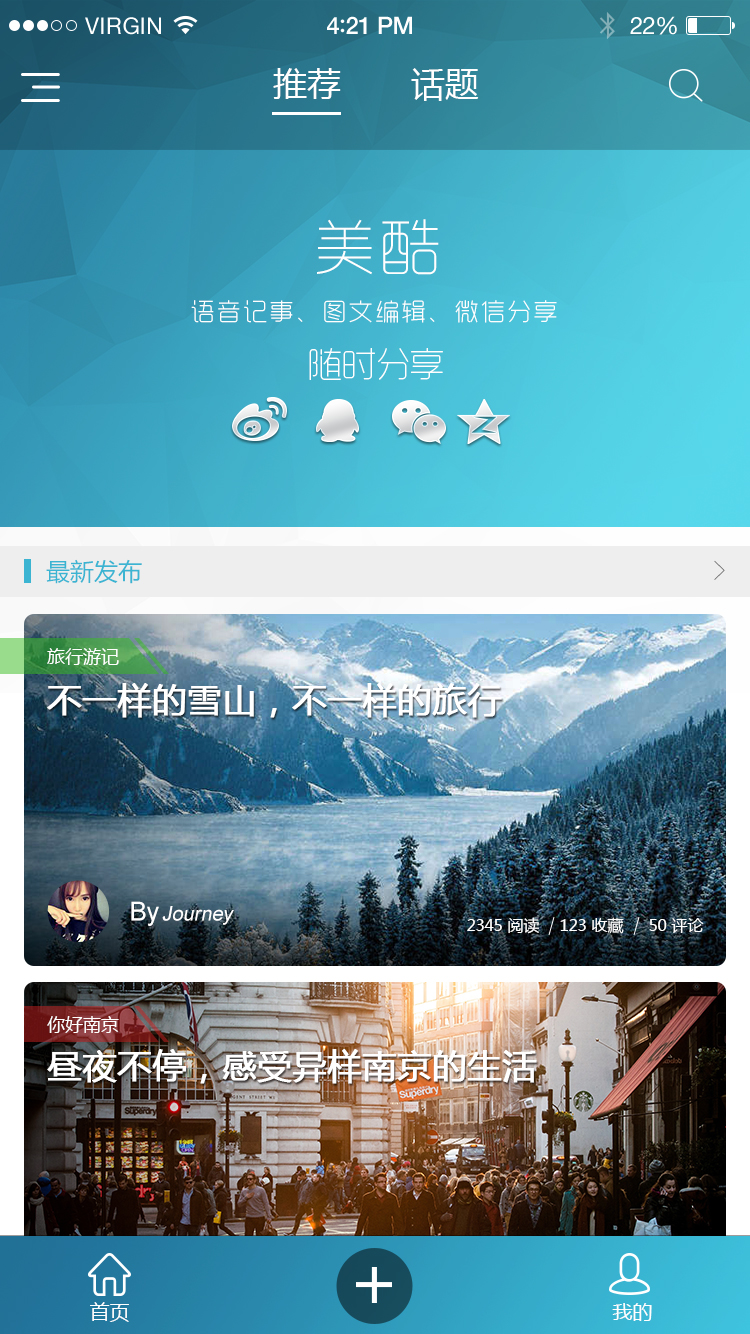 VIRGIN 4:21 PM 22%
推荐 话题
美酷
语音记事、图文编辑、微信分享
随时分享
最新发布
旅行游记
不一样的雪山，不一样的旅行
By Journey
2345 阅读 / 123 收藏 / 50 评论
你好南京
昼夜不停，感受异样南京的生活
Superdry
Superdry
首页 我的